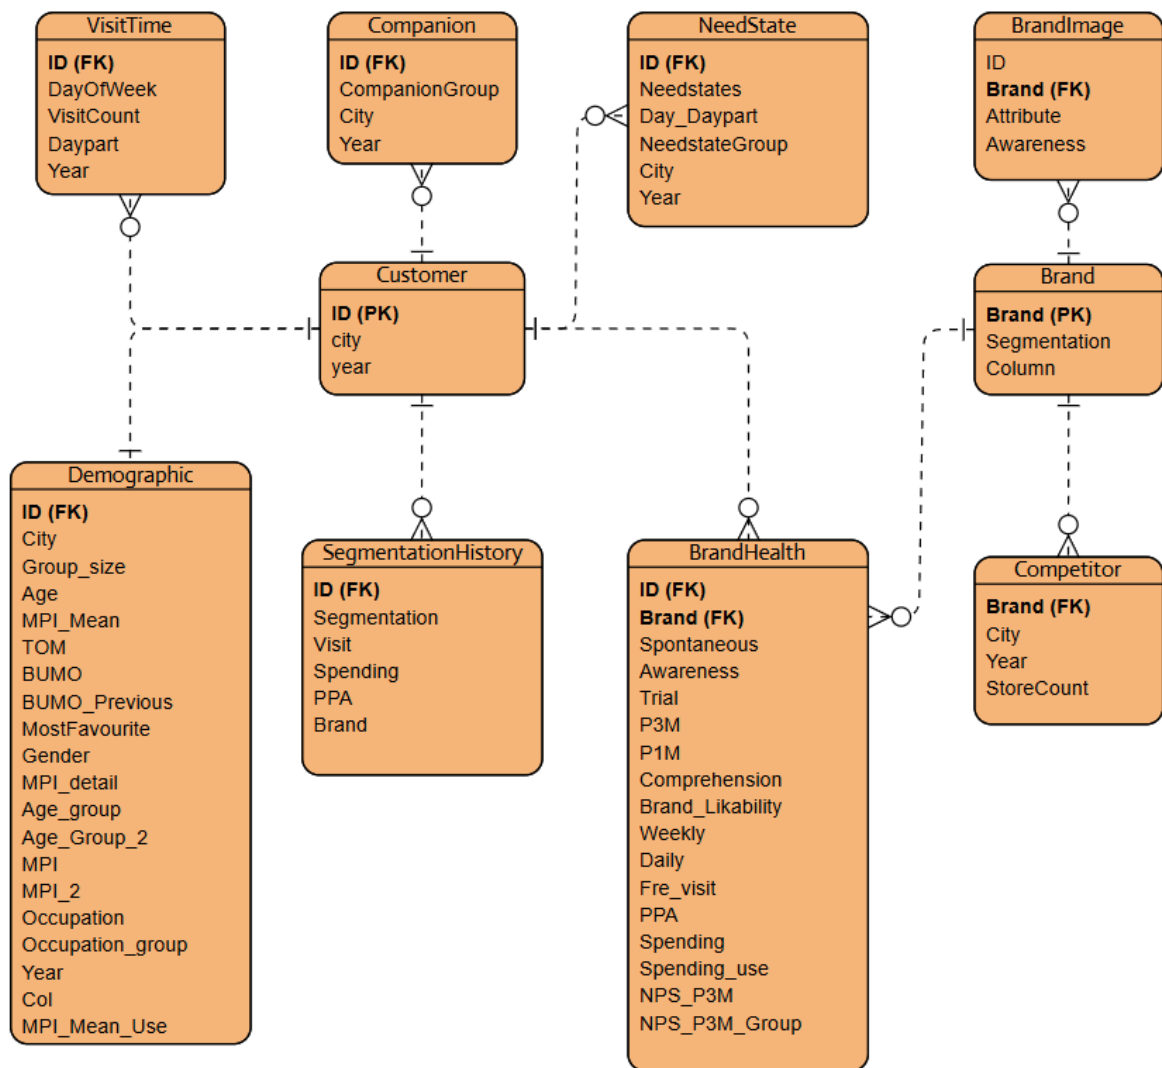 VisitTime
ID (FK)
DayOfWeek
VisitCount
Daypart
Year
Companion
ID (FK)
CompanionGroup
City
Year
NeedState
ID (FK)
Needstates
Day_Daypart
NeedstateGroup
City
Year
BrandImage
ID
Brand (FK)
Attribute
Awareness
Customer
ID (PK)
city
year
Brand
Brand (PK)
Segmentation
Column
Demographic
ID (FK)
City
Group_size
Age
MPI_Mean
TOM
BUMO
BUMO_Previous
MostFavourite
Gender
MPI_detail
Age_group
Age_Group_2
MPI
MPI_2
Occupation
Occupation_group
Year
Col
MPI_Mean_Use
SegmentationHistory
ID (FK)
Segmentation
Visit
Spending
PPA
Brand
BrandHealth
ID (FK)
Brand (FK)
Spontaneous
Awareness
Trial
P3M
P1M
Comprehension
Brand_Likability
Weekly
Daily
Fre_visit
PPA
Spending
Spending_use
NPS_P3M
NPS_P3M_Group
Competitor
Brand (FK)
City
Year
StoreCount